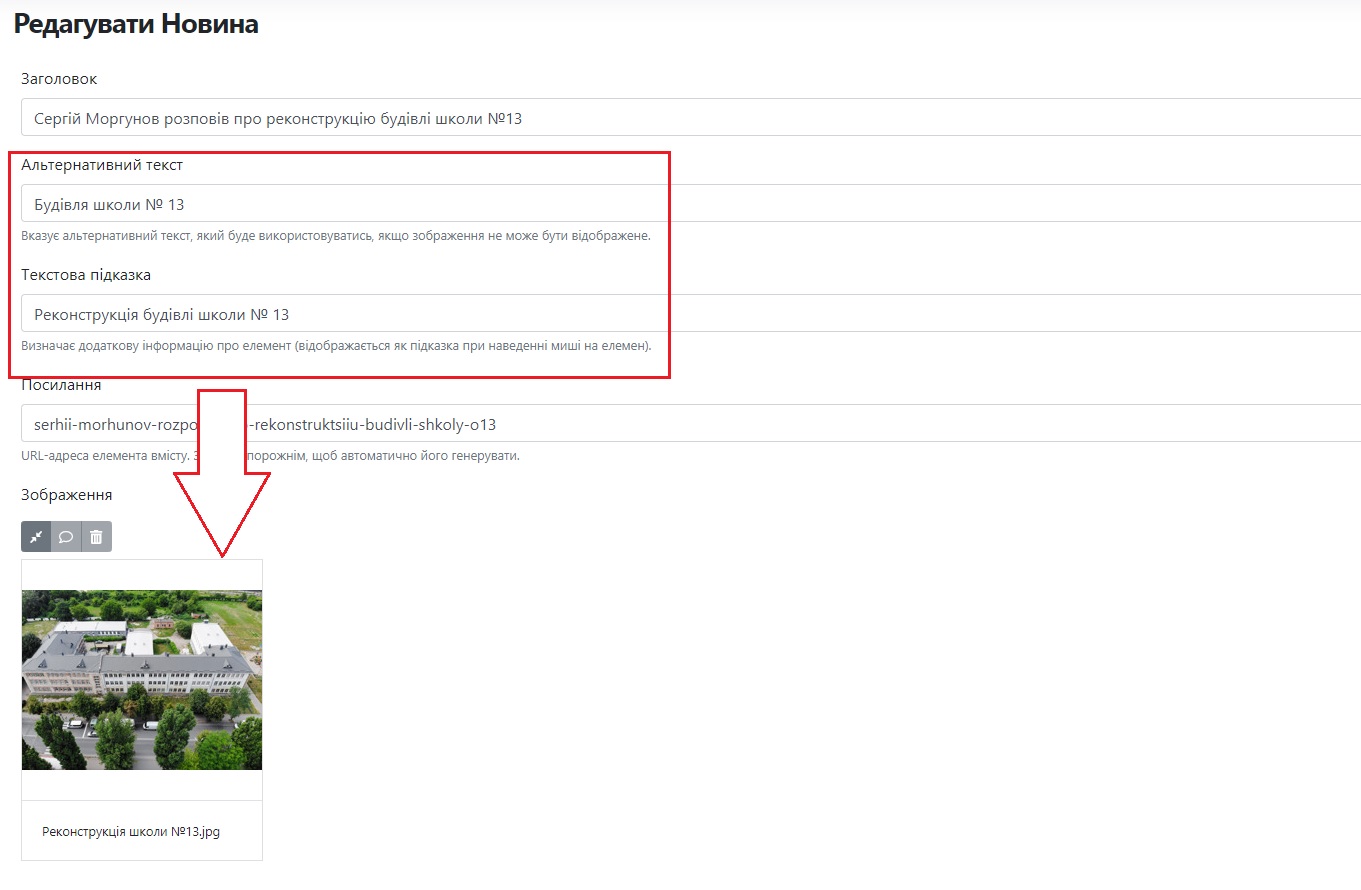 Редагувати Новина
Заголовок
Сергій Моргунов розповів про реконструкцію будівлі школи №13
Альтернативний текст
Будівля школи № 13
Вказує альтернативний текст, який буде використовуватись, якщо зображення не може бути відображене.
Текстова підказка
Реконструкція будівлі школи № 13
Визначає додаткову інформацію про елемент (відображається як підказка при наведенні миші на елемен).
Посилання
serhii-morhunov-rozpo -rekonstruktsiiu-budivli-shkoly-o13
URL-адреса елемента вмісту. порожнім, щоб автоматично його генерувати.
Зображення
Реконструкція школи №13.jpg